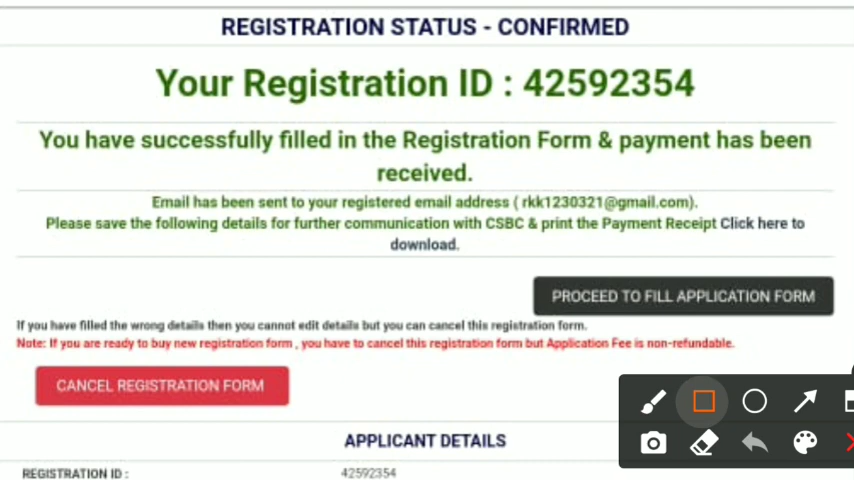 REGISTRATION STATUS - CONFIRMED
Your Registration ID : 42592354
You have successfully filled in the Registration Form & payment has been
received.
Email has been sent to your registered email address ( rkk1230321@gmail.com).
Please save the following details for further communication with CSBC & print the Payment Receipt Click here to
download.
PROCEED TO FILL APPLICATION FORM
If you have filled the wrong details then you cannot edit details but you can cancel this registration form.
Note: If you are ready to buy new registration form , you have to cancel this registration form but Application Fee is non-refundable.
CANCEL REGISTRATION FORM
APPLICANT DETAILS
REGISTRATION ID : 42592354